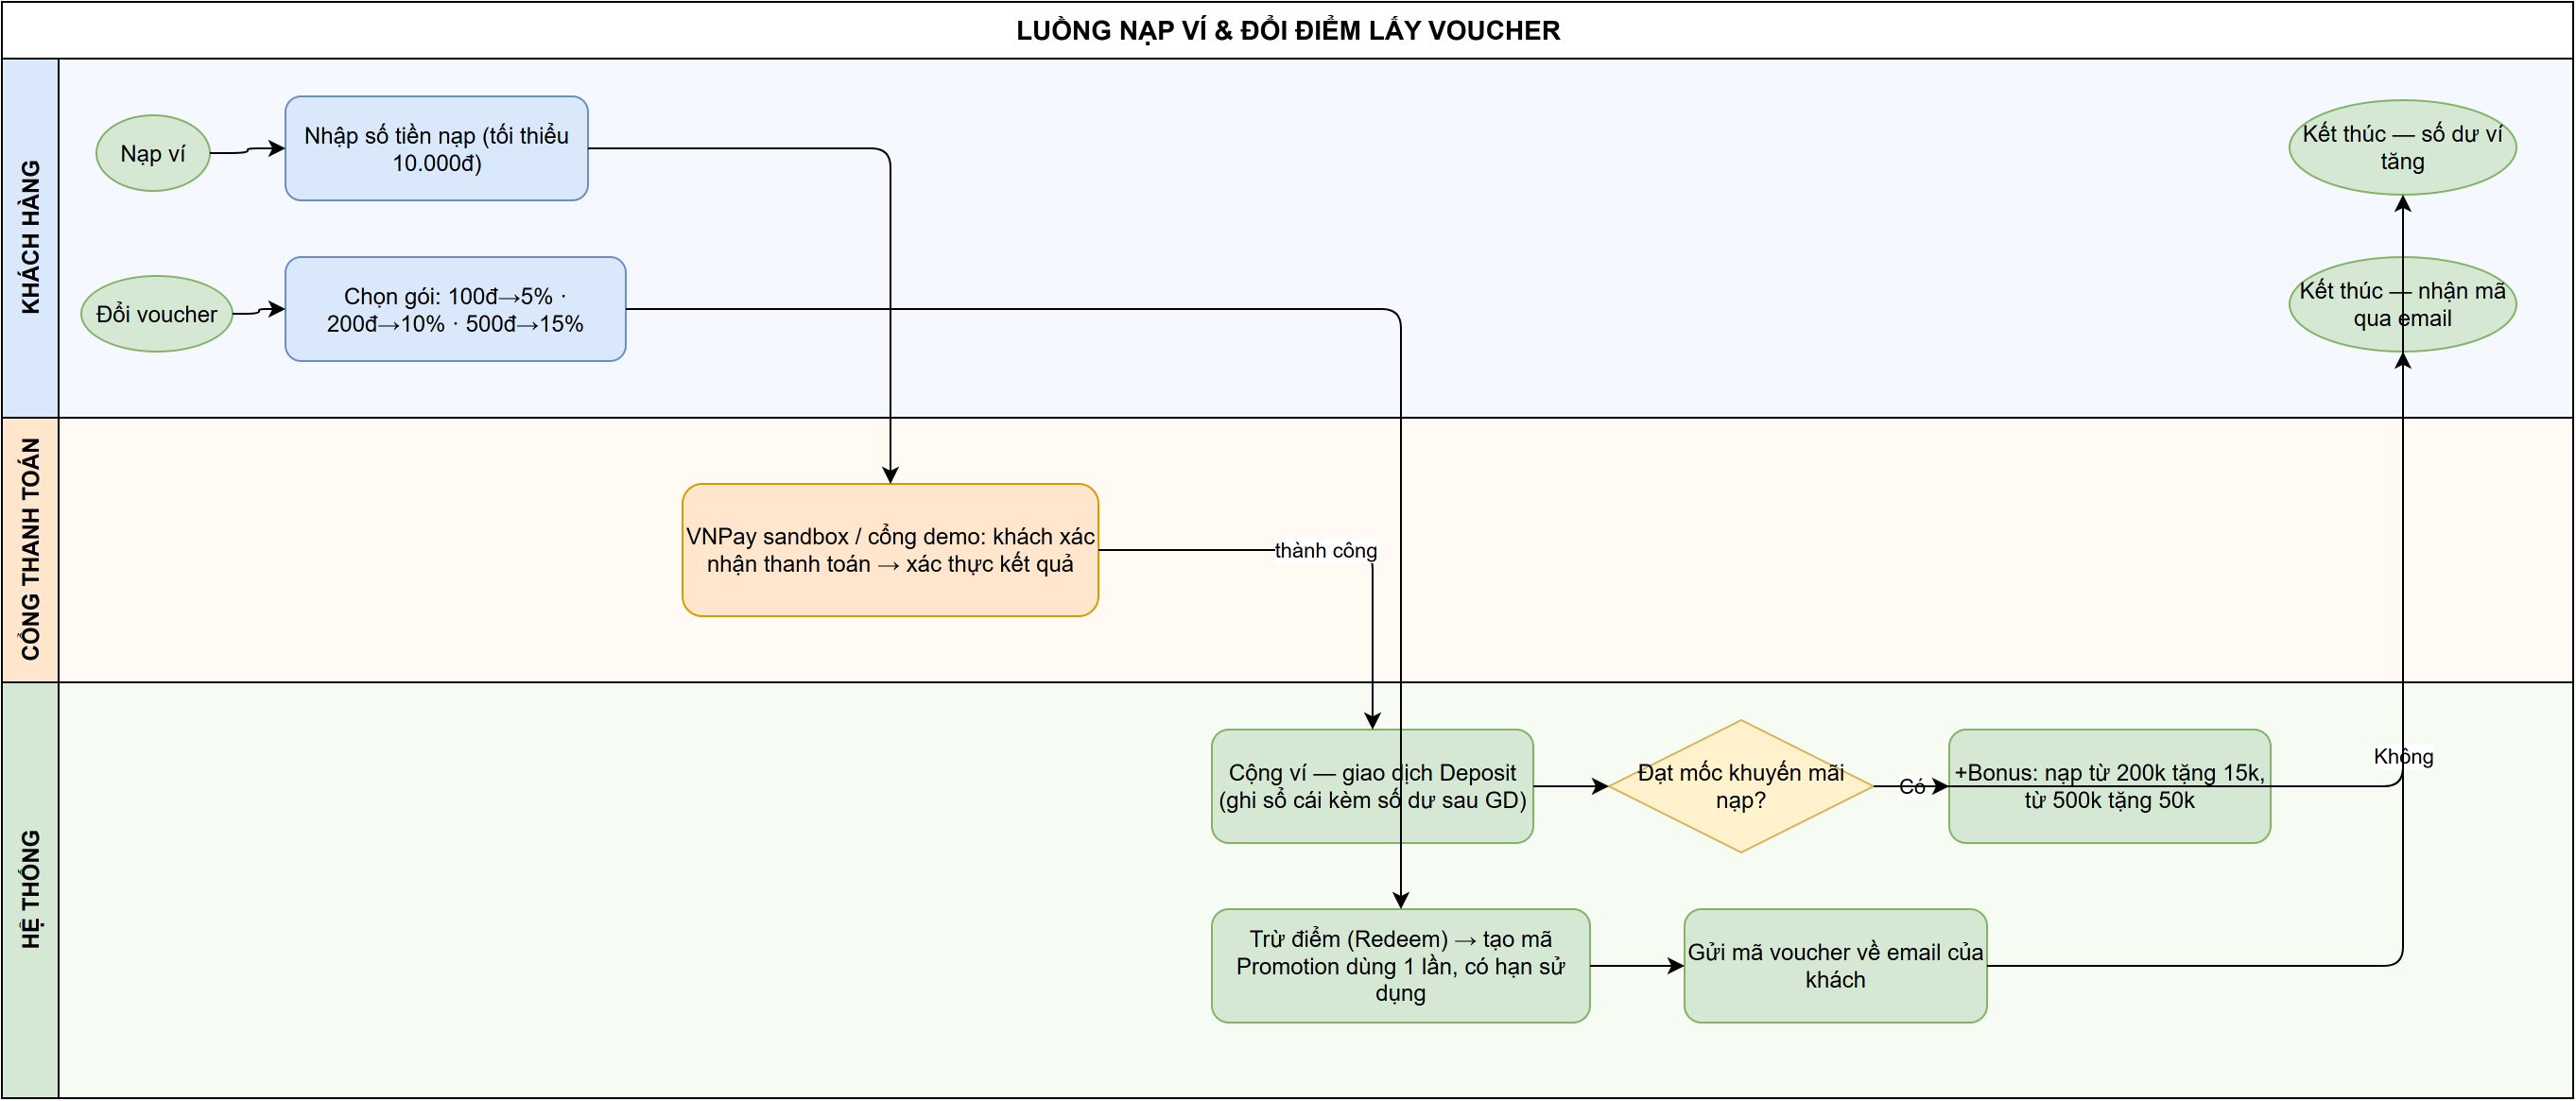 LUỒNG NẠP VÍ & ĐỔI ĐIỂM LẤY VOUCHER
KHÁCH HÀNG
Nạp ví
Nhập số tiền nạp (tối thiểu
10.000đ)
Kết thúc — số dư ví
tăng
Đổi voucher
Chọn gói: 100đ→5% ·
200đ→10% · 500đ→15%
Kết thúc — nhận mã
qua email
CỔNG THANH TOÁN
VNPay sandbox / cổng demo: khách xác
nhận thanh toán → xác thực kết quả
thành công
HỆ THỐNG
Cộng ví — giao dịch Deposit
(ghi sổ cái kèm số dư sau GD)
Đạt mốc khuyến mãi
nạp?
Có
+Bonus: nạp từ 200k tặng 15k,
từ 500k tặng 50k
Không
Trừ điểm (Redeem) → tạo mã
Promotion dùng 1 lần, có hạn sử
dụng
Gửi mã voucher về email của
khách